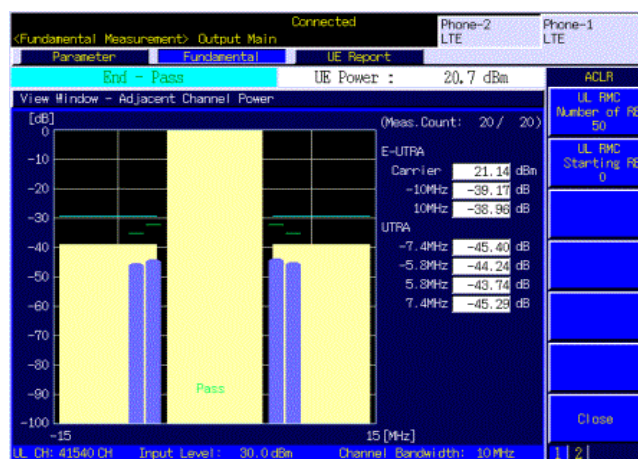 Connected
Phone-2 Phone-1
<Fundamental Measurement> Output Main LTE LTE
Parameter Fundamental UE Report
End - Pass UE Power : 20.7 dBm ACLR
View Window - Adjacent Channel Power
UL RMC
Number of RB
50
UL RMC
Starting RB
0
Close
1 2
[dB]
0
-10
-20
-30
-40
-50
-60
-70
-80
-90
-100
Pass
-15 15 [MHz]
(Meas.Count: 20/ 20)
E-UTRA
Carrier 21.14 dBm
-10MHz -39.17 dB
10MHz -38.96 dB
UTRA
-7.4MHz -45.40 dB
-5.8MHz -44.24 dB
5.8MHz -43.74 dB
7.4MHz -45.29 dB
UL CH: 41540 CH Input Level: 30.0 dBm Channel Bandwidth: 10 MHz